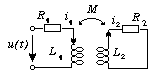 M
R₁ i₁ i₂ R₂
u(t) L₁ L₂